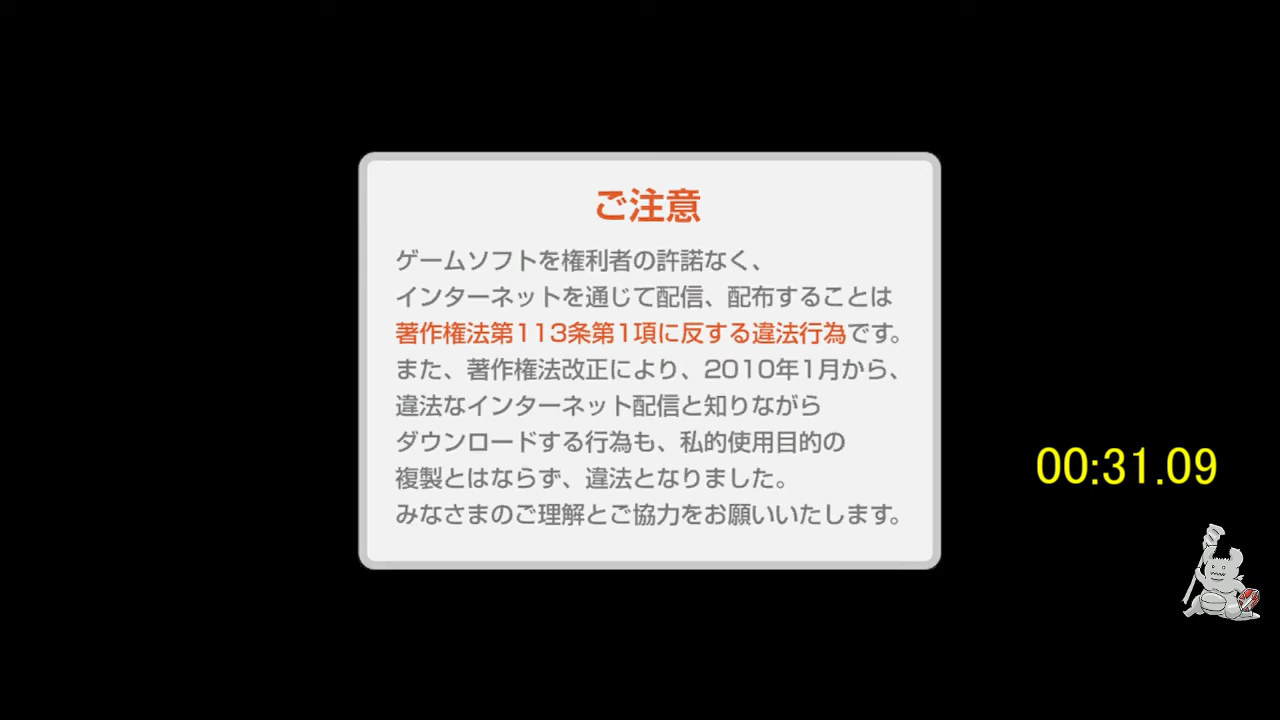 ご注意
ゲームソフトを権利者の許諾なく、
インターネットを通じて配信、配布することは
著作権法第113条第1項に反する違法行為です。
また、著作権法改正により、2010年1月から、
違法なインターネット配信と知りながら
ダウンロードする行為も、私的使用目的の
複製とはならず、違法となりました。
みなさまのご理解とご協力をお願いいたします。
00:31.09